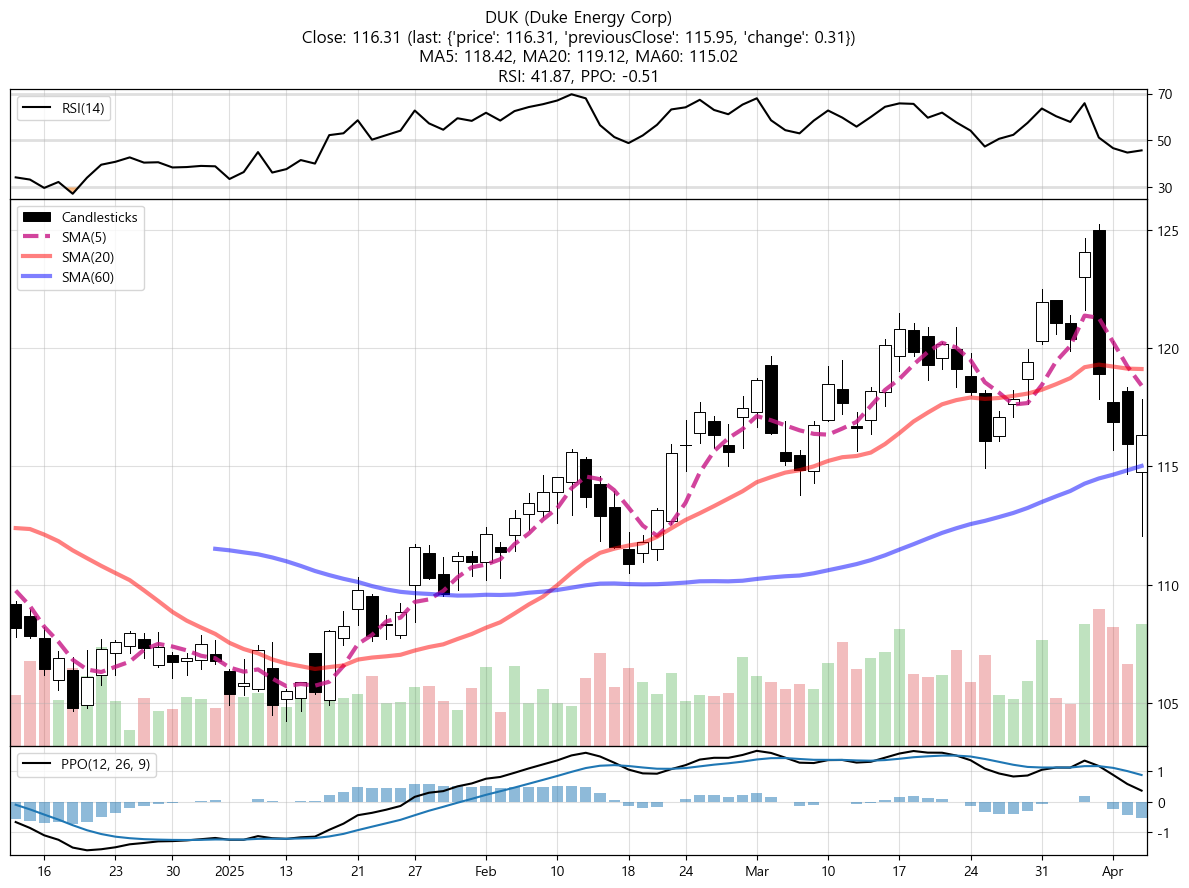 DUK (Duke Energy Corp)
Close: 116.31 (last: {'price': 116.31, 'previousClose': 115.95, 'change': 0.31})
MA5: 118.42, MA20: 119.12, MA60: 115.02
RSI: 41.87, PPO: -0.51
RSI(14)
70
50
30
Candlesticks
SMA(5)
SMA(20)
SMA(60)
125
120
115
110
105
PPO(12, 26, 9)
1
0
-1
16 23 30 2025 13 21 27 Feb 10 18 24 Mar 10 17 24 31 Apr